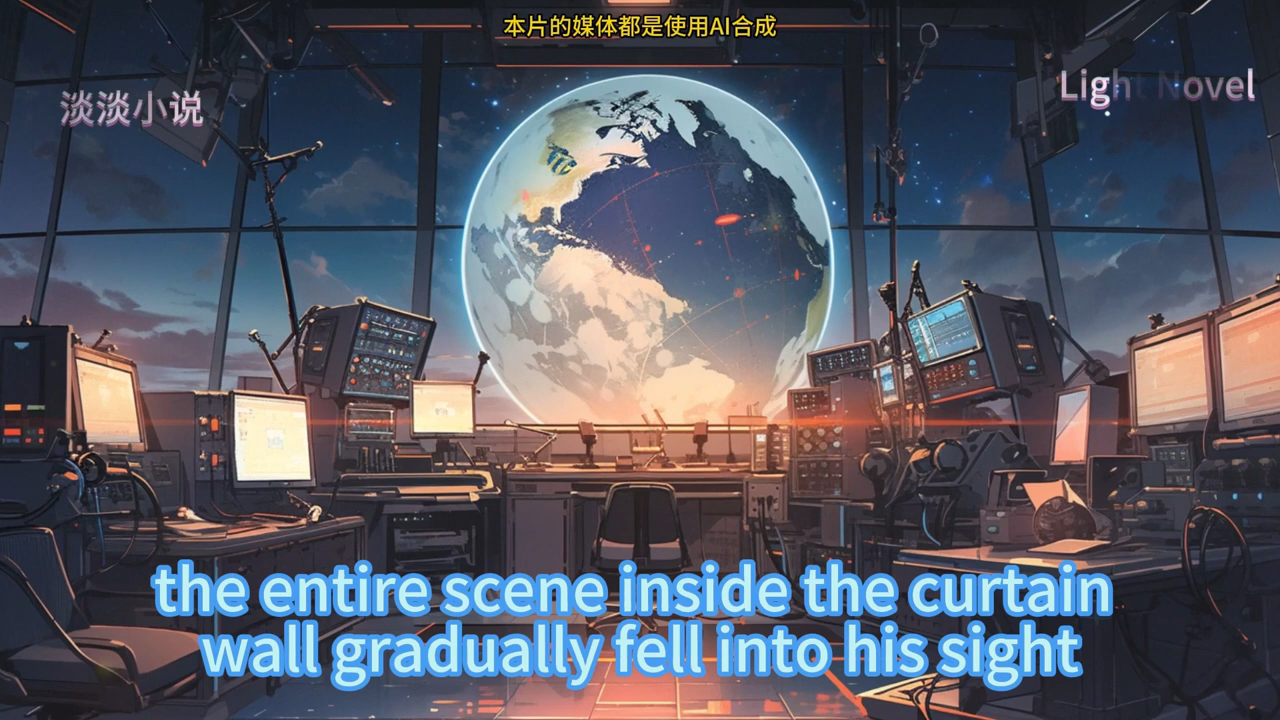 本片的媒体都是使用AI合成
淡淡小说
Light Novel
the entire scene inside the curtain
wall gradually fell into his sight